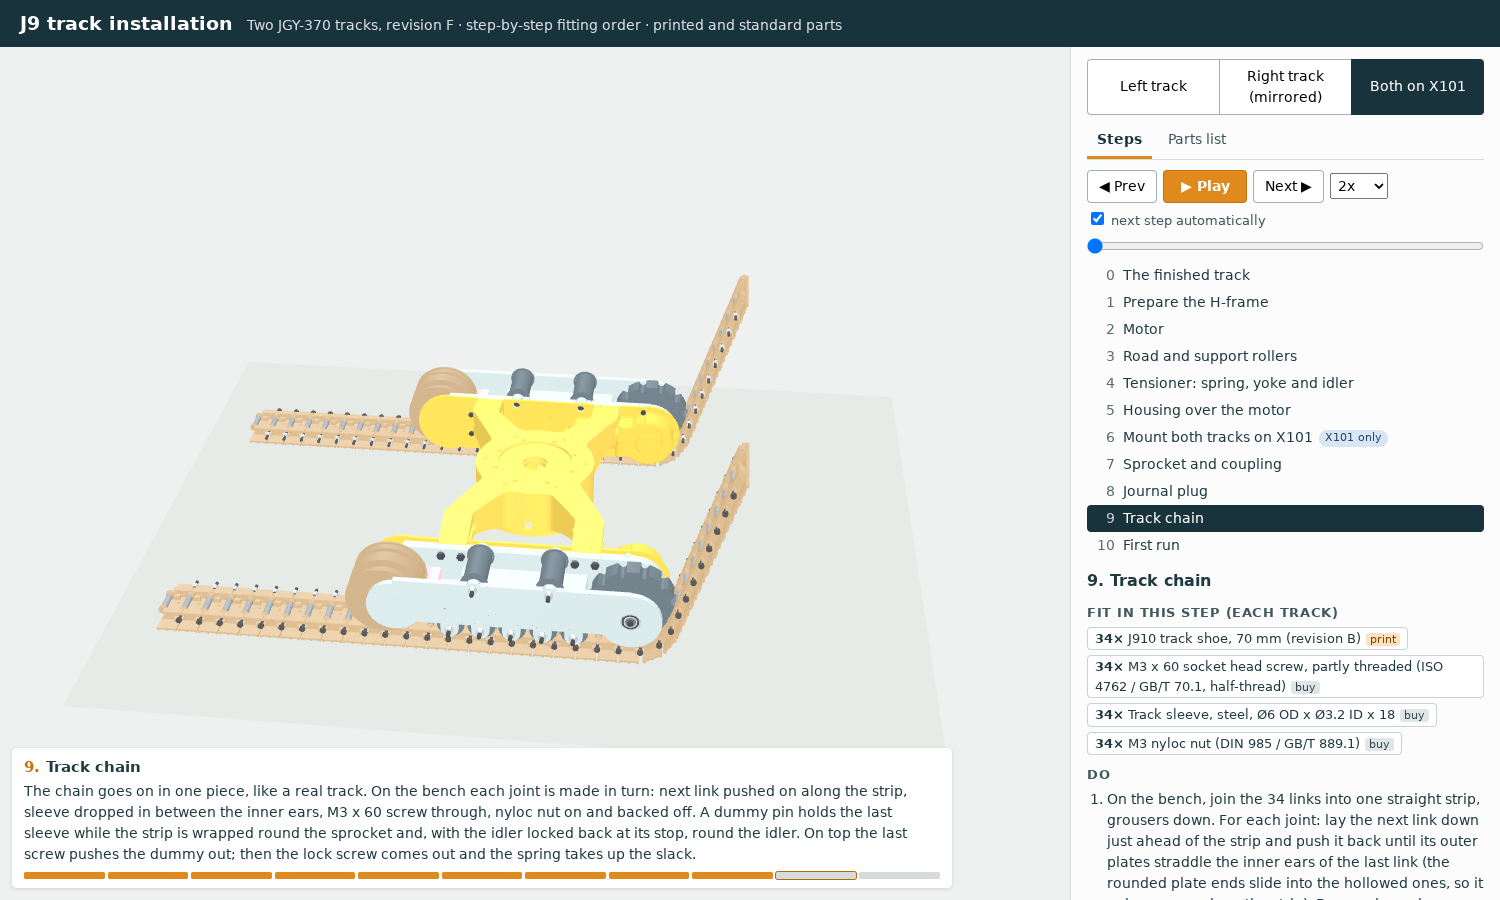 J9 track installation
Two JGY-370 tracks, revision F · step-by-step fitting order · printed and standard parts
Left track
Right track
(mirrored)
Both on X101
Steps
Parts list
◀ Prev
▶ Play
Next ▶
2x
next step automatically
0 The finished track
1 Prepare the H-frame
2 Motor
3 Road and support rollers
4 Tensioner: spring, yoke and idler
5 Housing over the motor
6 Mount both tracks on X101 X101 only
7 Sprocket and coupling
8 Journal plug
9 Track chain
10 First run
9. Track chain
FIT IN THIS STEP (EACH TRACK)
34× J910 track shoe, 70 mm (revision B) print
34× M3 x 60 socket head screw, partly threaded (ISO
4762 / GB/T 70.1, half-thread) buy
34× Track sleeve, steel, Ø6 OD x Ø3.2 ID x 18 buy
34× M3 nyloc nut (DIN 985 / GB/T 889.1) buy
DO
1. On the bench, join the 34 links into one straight strip,
grousers down. For each joint: lay the next link down
just ahead of the strip and push it back until its outer
plates straddle the inner ears of the last link (the
rounded plate ends slide into the hollowed ones, so it
9. Track chain
The chain goes on in one piece, like a real track. On the bench each joint is made in turn: next link pushed on along the strip,
sleeve dropped in between the inner ears, M3 x 60 screw through, nyloc nut on and backed off. A dummy pin holds the last
sleeve while the strip is wrapped round the sprocket and, with the idler locked back at its stop, round the idler. On top the last
screw pushes the dummy out; then the lock screw comes out and the spring takes up the slack.